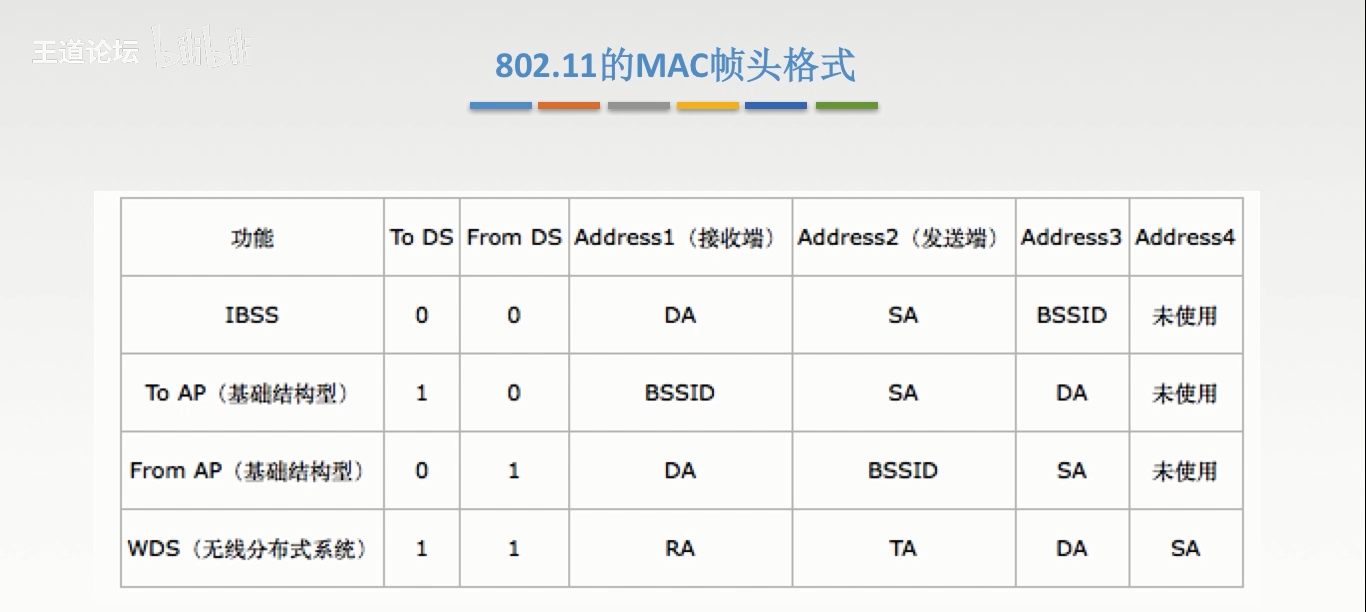 王道论坛 bilibili
802.11的MAC帧头格式
功能 To DS From DS Address1（接收端） Address2（发送端） Address3 Address4
IBSS 0 0 DA SA BSSID 未使用
To AP（基础结构型） 1 0 BSSID SA DA 未使用
From AP（基础结构型） 0 1 DA BSSID SA 未使用
WDS（无线分布式系统） 1 1 RA TA DA SA